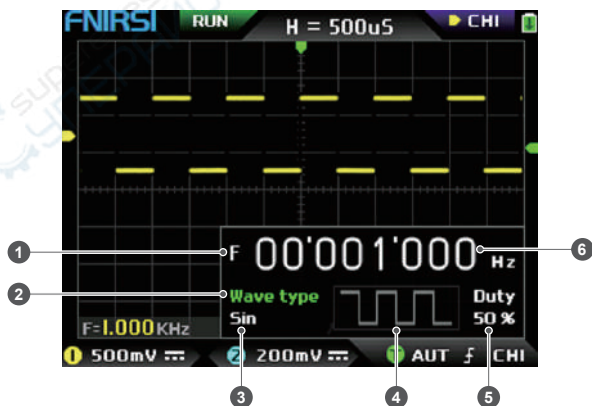 FNIRSI RUN H = 500uS CHI
F 00'001'000 Hz
Wave type Duty
Sin 50 %
F=1.000KHz
1 500mV 2 200mV T AUT CHI
1
2
3
4
5
6